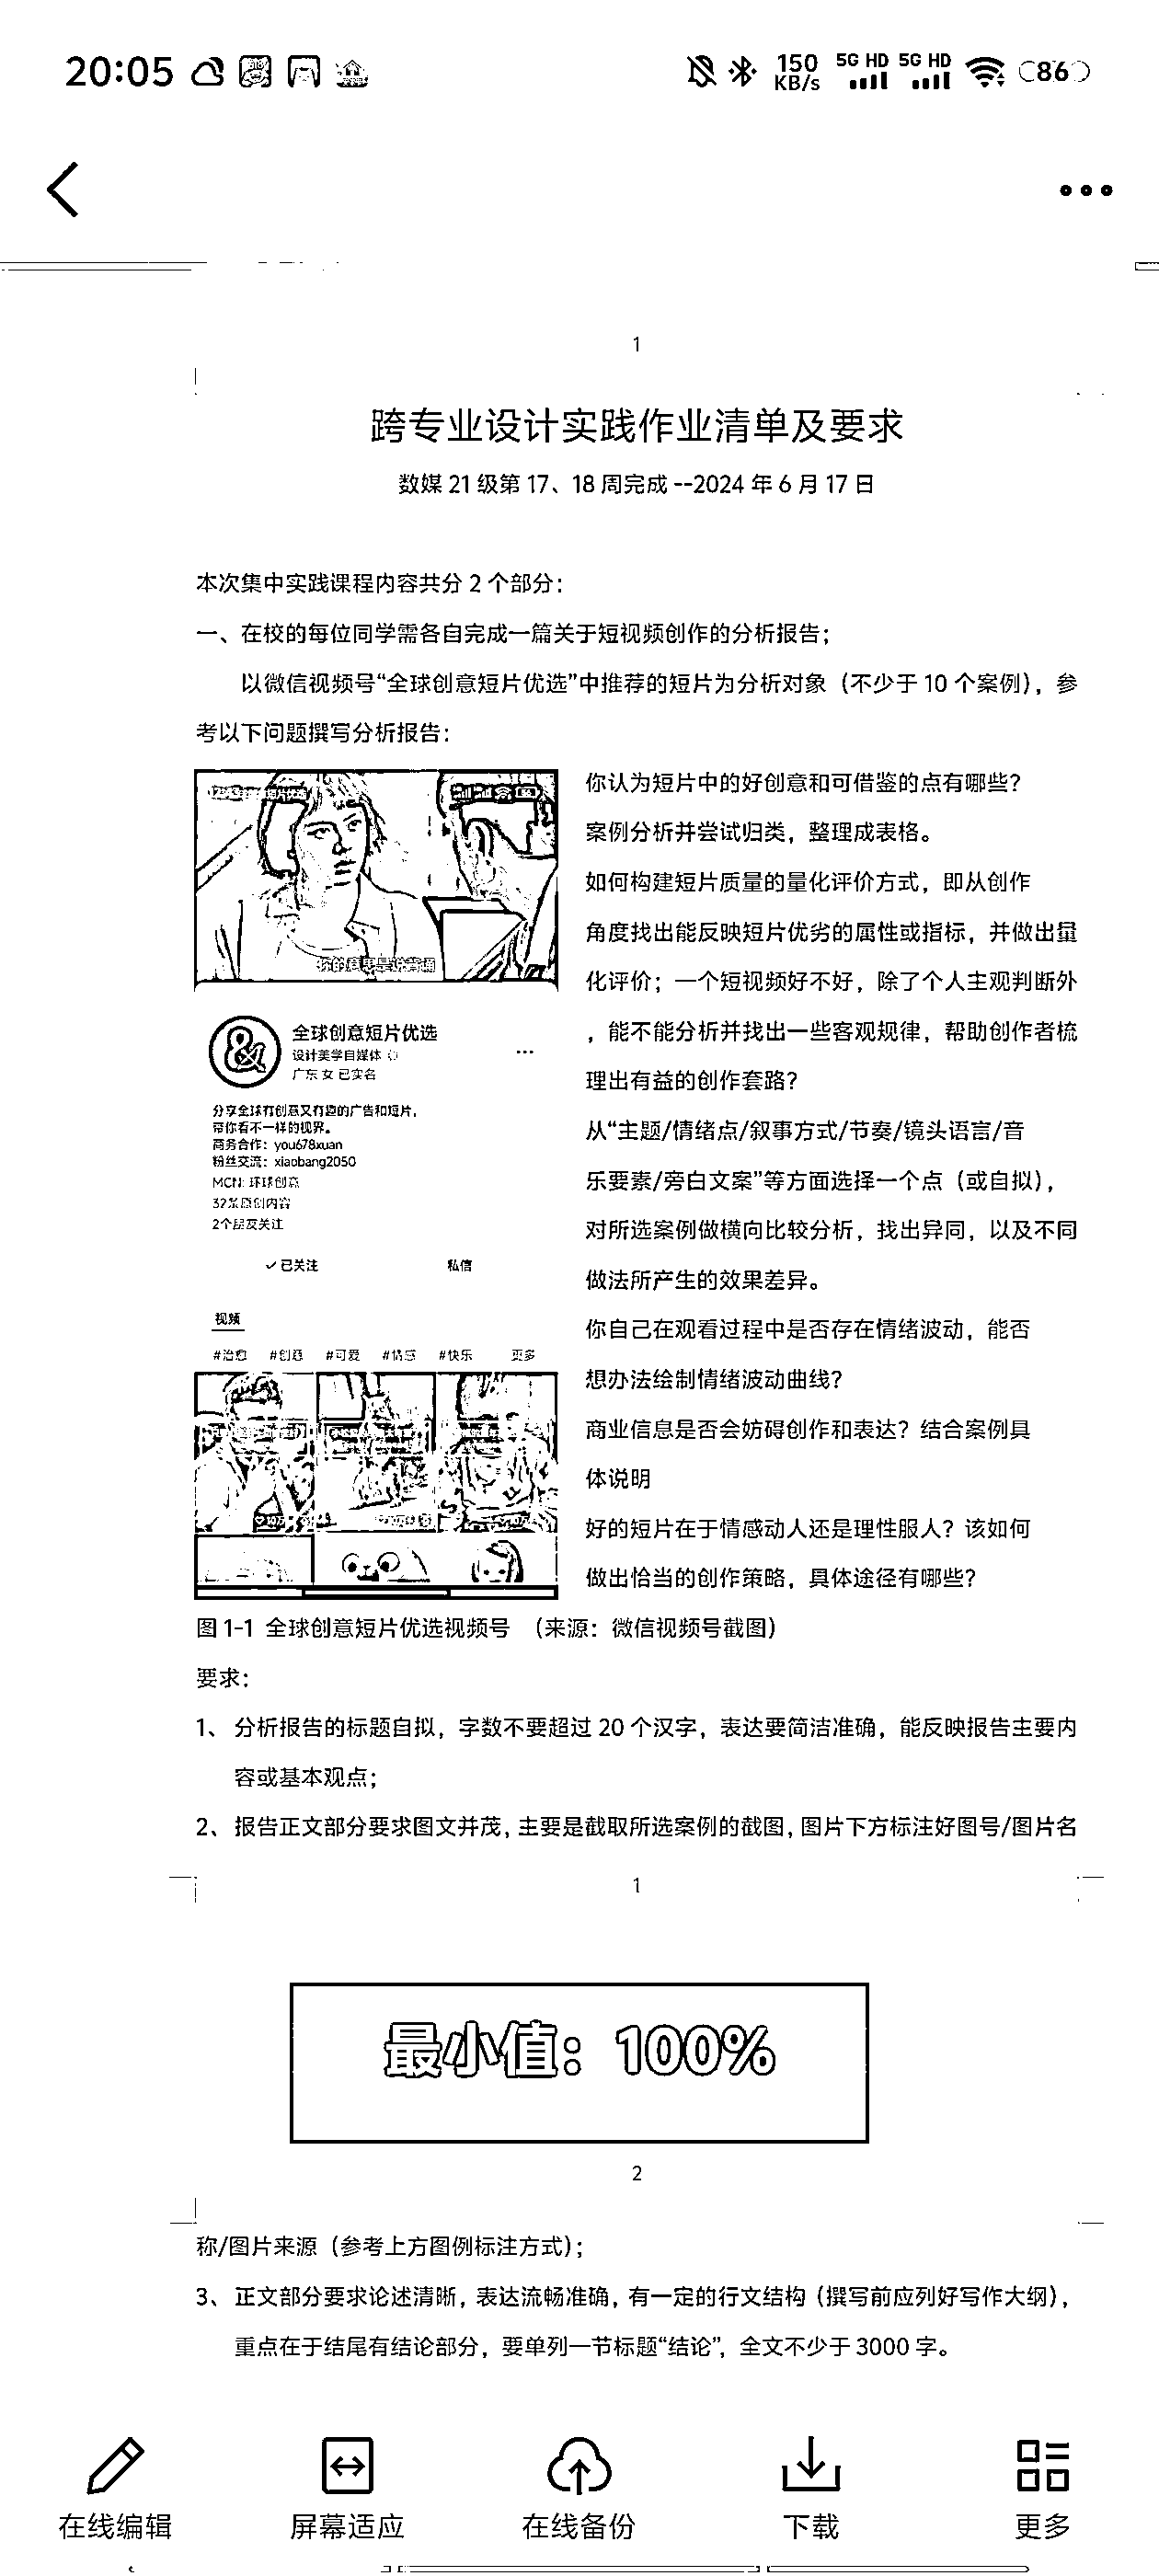 20:05
150 KB/s 5G HD 5G HD 86
1
跨专业设计实践作业清单及要求
数媒 21 级第 17、18 周完成 --2024 年 6 月 17 日
本次集中实践课程内容共分 2 个部分：
一、在校的每位同学需各自完成一篇关于短视频创作的分析报告；
以微信视频号“全球创意短片优选”中推荐的短片为分析对象（不少于 10 个案例），参
考以下问题撰写分析报告：
你认为短片中的好创意和可借鉴的点有哪些？
案例分析并尝试归类，整理成表格。
如何构建短片质量的量化评价方式，即从创作
角度找出能反映短片优劣的属性或指标，并做出量
化评价；一个短视频好不好，除了个人主观判断外
，能不能分析并找出一些客观规律，帮助创作者梳
理出有益的创作套路？
从“主题/情绪点/叙事方式/节奏/镜头语言/音
乐要素/旁白文案”等方面选择一个点（或自拟），
对所选案例做横向比较分析，找出异同，以及不同
做法所产生的效果差异。
你自己在观看过程中是否存在情绪波动，能否
想办法绘制情绪波动曲线？
商业信息是否会妨碍创作和表达？结合案例具
体说明
好的短片在于情感动人还是理性服人？该如何
做出恰当的创作策略，具体途径有哪些？
全球创意短片优选
设计美学自媒体
广东 女 已实名
分享全球有创意又有趣的广告和短片，
带你看不一样的视界。
商务合作：you678xuan
粉丝交流：xiaobang2050
MCN: 环球创意
32条原创内容
2个朋友关注
已关注 私信
视频
#治愈 #创意 #可爱 #情感 #快乐 更多
图 1-1 全球创意短片优选视频号 （来源：微信视频号截图）
要求：
1、 分析报告的标题自拟，字数不要超过 20 个汉字，表达要简洁准确，能反映报告主要内
容或基本观点；
2、 报告正文部分要求图文并茂，主要是截取所选案例的截图，图片下方标注好图号/图片名
1
最小值：100%
2
称/图片来源（参考上方图例标注方式）；
3、 正文部分要求论述清晰，表达流畅准确，有一定的行文结构（撰写前应列好写作大纲），
重点在于结尾有结论部分，要单列一节标题“结论”，全文不少于 3000 字。
在线编辑 屏幕适应 在线备份 下载 更多